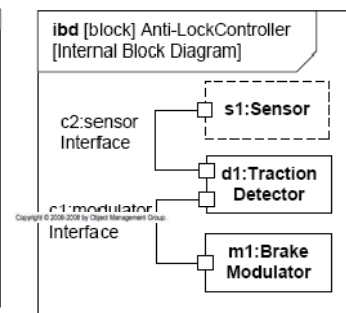 ibd [block] Anti-LockController
[Internal Block Diagram]
s1:Sensor
c2:sensor
Interface
d1:Traction
Detector
c1:modulator
Copyright © 2006-2008 by Object Management Group.
Interface
m1:Brake
Modulator